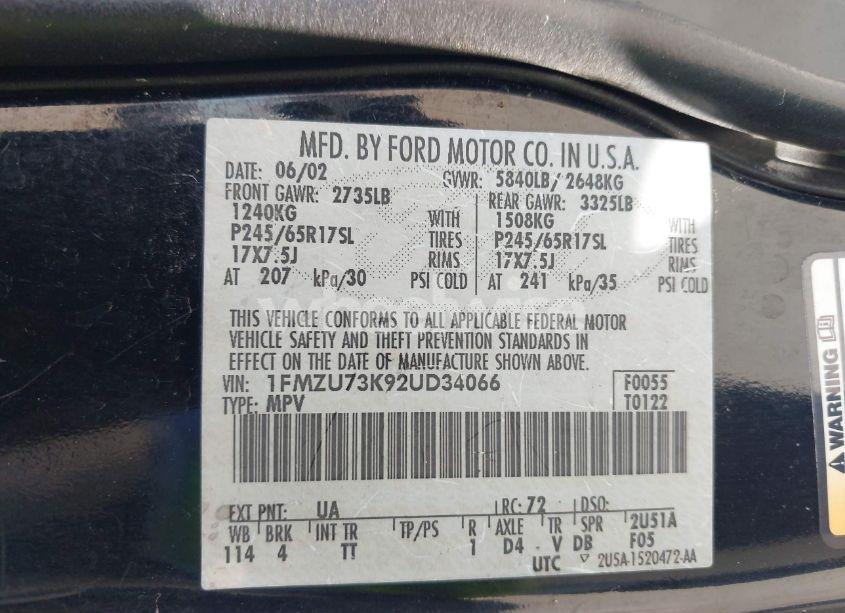 MFD. BY FORD MOTOR CO. IN U.S.A.
DATE: 06/02 GVWR: 5840LB/ 2648KG
FRONT GAWR: 2735LB REAR GAWR: 3325LB
1240KG WITH 1508KG WITH
P245/65R17SL TIRES P245/65R17SL TIRES
17X7.5J RIMS 17X7.5J RIMS
AT 207 kPa/30 PSI COLD AT 241 kPa/35 PSI COLD
THIS VEHICLE CONFORMS TO ALL APPLICABLE FEDERAL MOTOR
VEHICLE SAFETY AND THEFT PREVENTION STANDARDS IN
EFFECT ON THE DATE OF MANUFACTURE SHOWN ABOVE.
VIN: 1FMZU73K92UD34066 F0055
TYPE: MPV T0122
EXT PNT: UA RC: 72 DSO:
WB BRK INT TR TP/PS R AXLE TR SPR 2U51A
114 4 TT 1 D4 V DB F05
UTC ▽ 2U5A-1520472-AA
WARNING